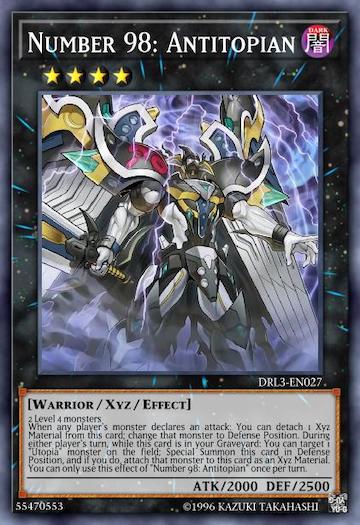 NUMBER 98: ANTITOPIAN
DARK
闇
DRL3-EN027
[WARRIOR / XYZ / EFFECT]
2 Level 4 monsters
When any player's monster declares an attack: You can detach 1 Xyz
Material from this card; change that monster to Defense Position. During
either player's turn, while this card is in your Graveyard: You can target 1
"Utopia" monster on the field; Special Summon this card in Defense
Position, and if you do, attach that monster to this card as an Xyz Material.
You can only use this effect of "Number 98: Antitopian" once per turn.
ATK/2000 DEF/2500
55470553
©1996 KAZUKI TAKAHASHI